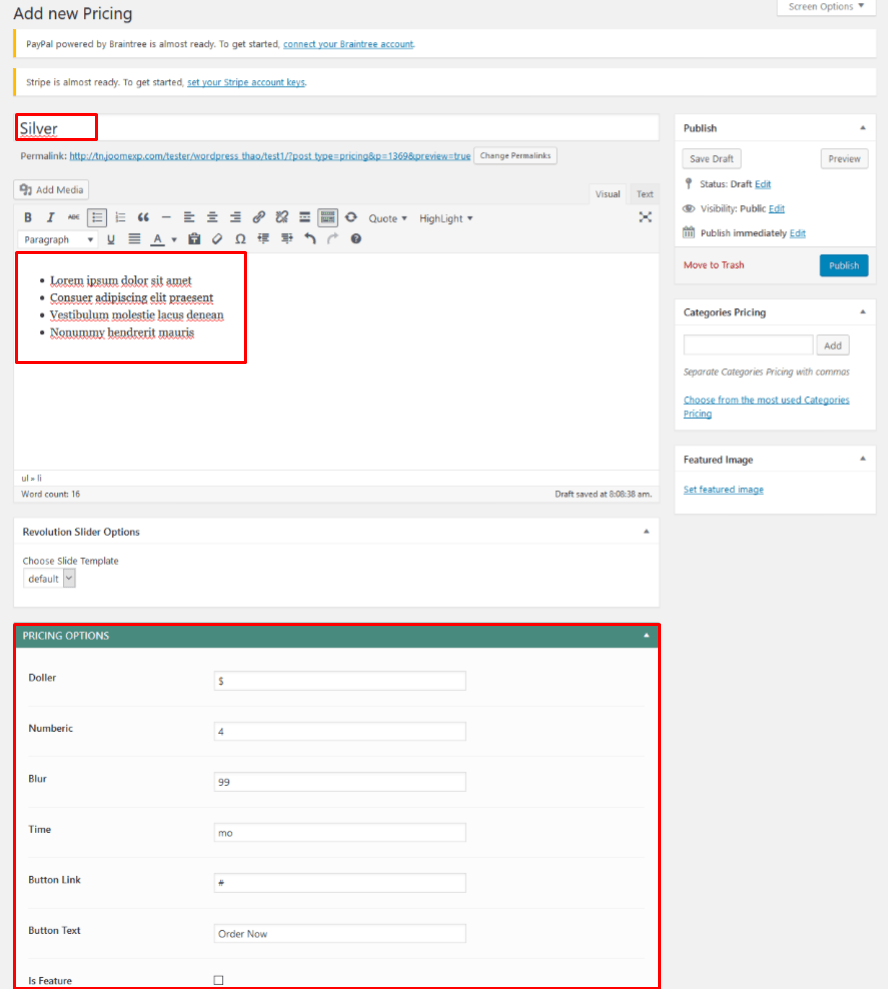 Add new Pricing
Screen Options
PayPal powered by Braintree is almost ready. To get started, connect your Braintree account.
Stripe is almost ready. To get started, set your Stripe account keys.
Silver
Permalink: http://tn.joomexp.com/tester/wordpress_thao/test1/?post_type=pricing&p=1369&preview=true Change Permalinks
Add Media
Visual Text
B I ABC Quote HighLight
Paragraph U A
Lorem ipsum dolor sit amet
Consuer adipiscing elit praesent
Vestibulum molestie lacus denean
Nonummy hendrerit mauris
ul » li
Word count: 16 Draft saved at 8:08:38 am.
Revolution Slider Options
Choose Slide Template
default
PRICING OPTIONS
Doller $
Numberic 4
Blur 99
Time mo
Button Link #
Button Text Order Now
Is Feature
Publish
Save Draft Preview
Status: Draft Edit
Visibility: Public Edit
Publish immediately Edit
Move to Trash Publish
Categories Pricing
Add
Separate Categories Pricing with commas
Choose from the most used Categories
Pricing
Featured Image
Set featured image